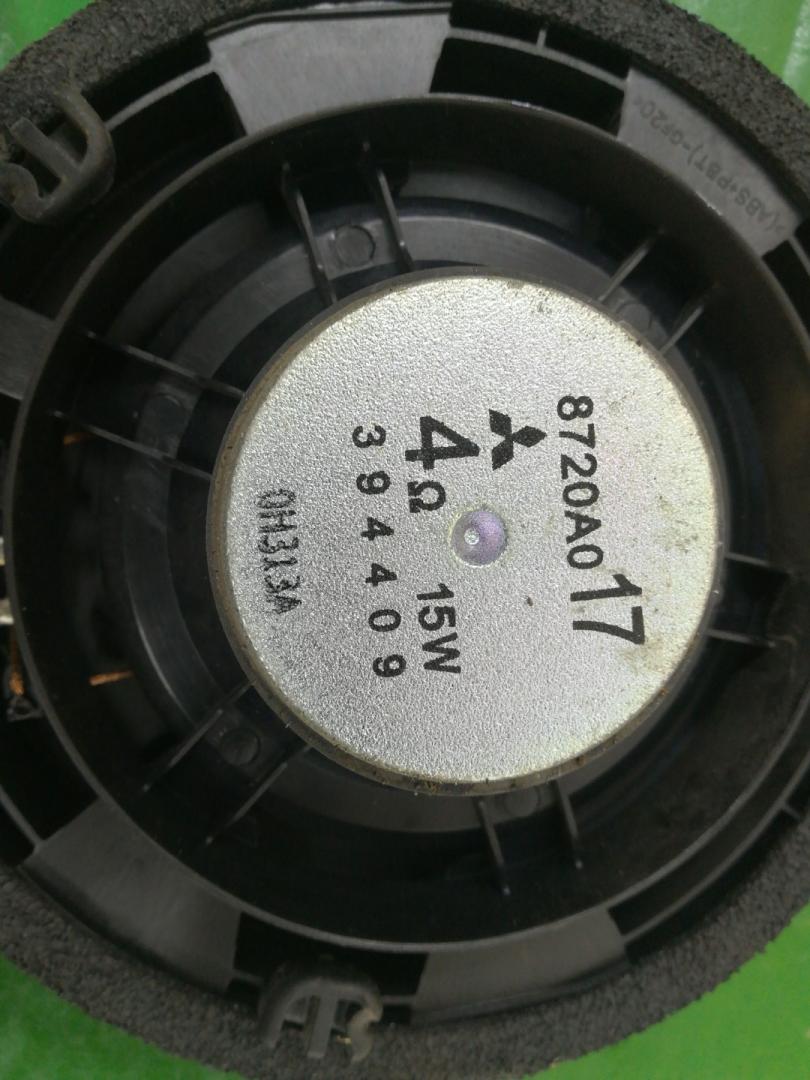 8720A017
4Ω 15W
394409
0H313A
>(ABS+PBT)-GF20<